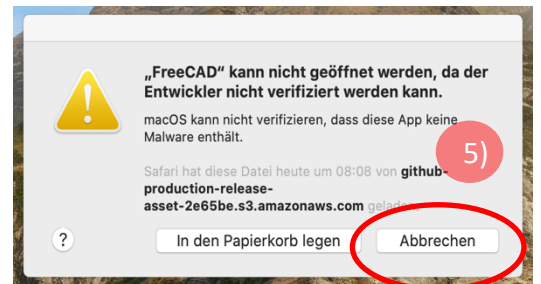 „FreeCAD“ kann nicht geöffnet werden, da der
Entwickler nicht verifiziert werden kann.
macOS kann nicht verifizieren, dass diese App keine
Malware enthält.
5)
Safari hat diese Datei heute um 08:08 von github-
production-release-
asset-2e65be.s3.amazonaws.com geladen.
?
In den Papierkorb legen
Abbrechen